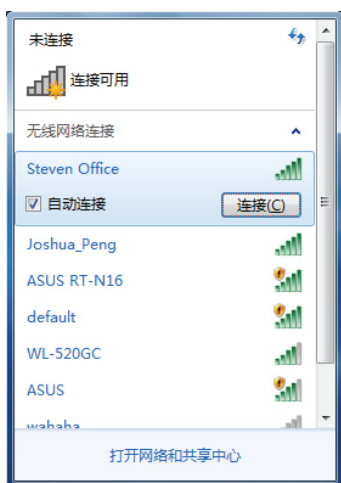 未连接
连接可用
无线网络连接
Steven Office
自动连接
连接(C)
Joshua_Peng
ASUS RT-N16
default
WL-520GC
ASUS
wahaha
打开网络和共享中心